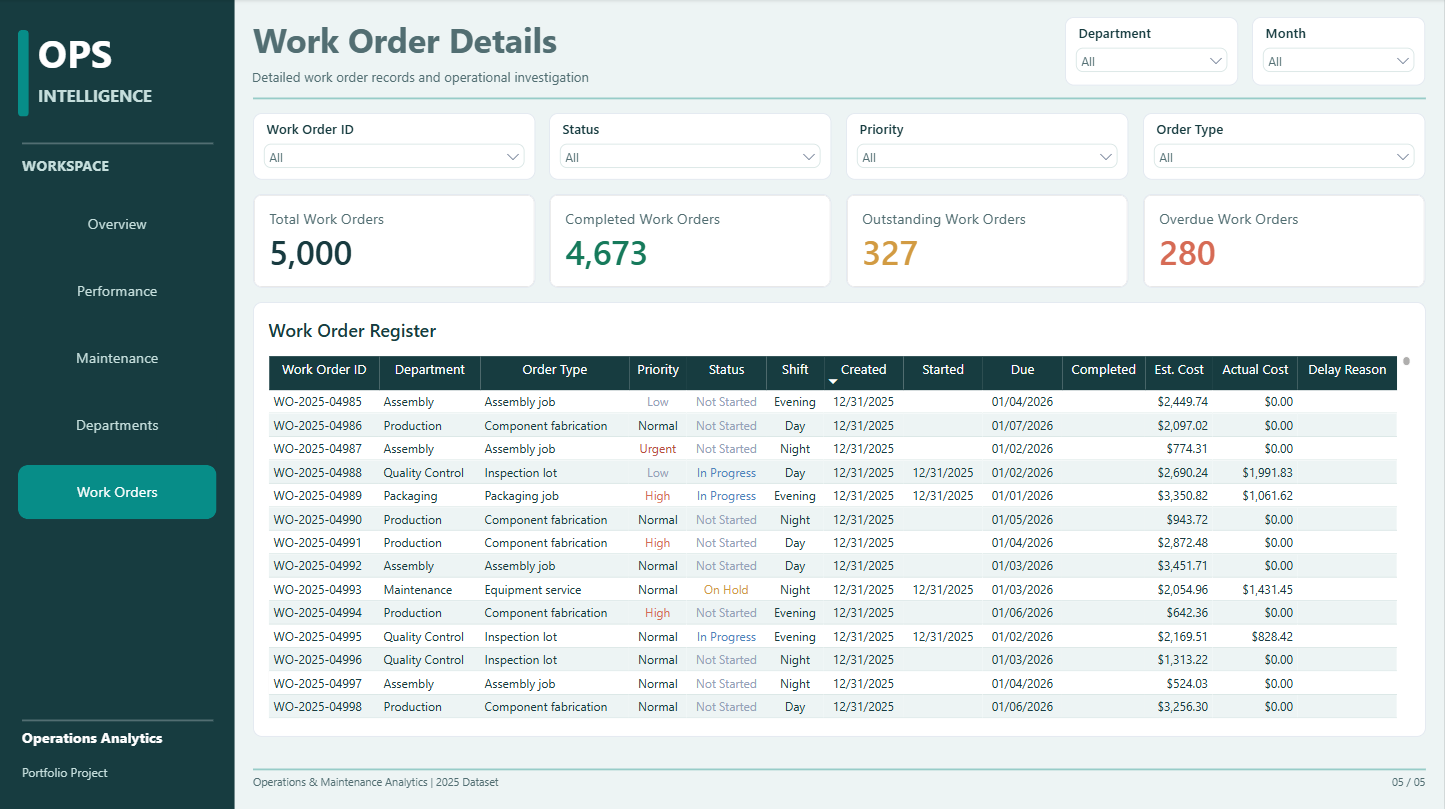 OPS
INTELLIGENCE
WORKSPACE
Overview
Performance
Maintenance
Departments
Work Orders
Operations Analytics
Portfolio Project
Work Order Details
Detailed work order records and operational investigation
Department
All
Month
All
Work Order ID
All
Status
All
Priority
All
Order Type
All
Total Work Orders
5,000
Completed Work Orders
4,673
Outstanding Work Orders
327
Overdue Work Orders
280
Work Order Register
Work Order ID Department Order Type Priority Status Shift Created Started Due Completed Est. Cost Actual Cost Delay Reason
WO-2025-04985 Assembly Assembly job Low Not Started Evening 12/31/2025 01/04/2026 $2,449.74 $0.00
WO-2025-04986 Production Component fabrication Normal Not Started Day 12/31/2025 01/07/2026 $2,097.02 $0.00
WO-2025-04987 Assembly Assembly job Urgent Not Started Night 12/31/2025 01/02/2026 $774.31 $0.00
WO-2025-04988 Quality Control Inspection lot Low In Progress Day 12/31/2025 12/31/2025 01/02/2026 $2,690.24 $1,991.83
WO-2025-04989 Packaging Packaging job High In Progress Evening 12/31/2025 12/31/2025 01/01/2026 $3,350.82 $1,061.62
WO-2025-04990 Production Component fabrication Normal Not Started Night 12/31/2025 01/05/2026 $943.72 $0.00
WO-2025-04991 Production Component fabrication High Not Started Day 12/31/2025 01/04/2026 $2,872.48 $0.00
WO-2025-04992 Assembly Assembly job Normal Not Started Day 12/31/2025 01/03/2026 $3,451.71 $0.00
WO-2025-04993 Maintenance Equipment service Normal On Hold Night 12/31/2025 12/31/2025 01/03/2026 $2,054.96 $1,431.45
WO-2025-04994 Production Component fabrication High Not Started Evening 12/31/2025 01/06/2026 $642.36 $0.00
WO-2025-04995 Quality Control Inspection lot Normal In Progress Evening 12/31/2025 12/31/2025 01/02/2026 $2,169.51 $828.42
WO-2025-04996 Quality Control Inspection lot Normal Not Started Night 12/31/2025 01/03/2026 $1,313.22 $0.00
WO-2025-04997 Assembly Assembly job Normal Not Started Night 12/31/2025 01/04/2026 $524.03 $0.00
WO-2025-04998 Production Component fabrication Normal Not Started Day 12/31/2025 01/06/2026 $3,256.30 $0.00
Operations & Maintenance Analytics | 2025 Dataset
05 / 05